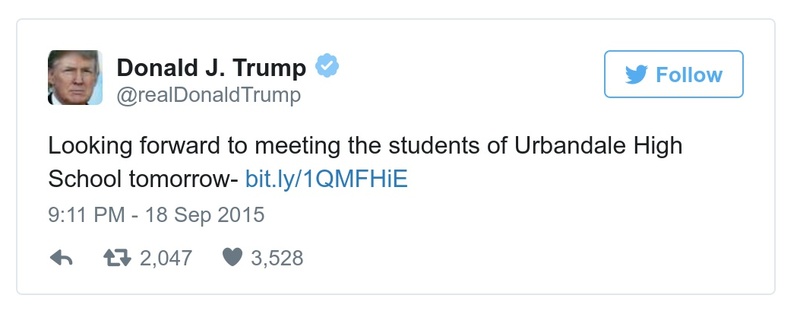 Donald J. Trump
@realDonaldTrump
Follow
Looking forward to meeting the students of Urbandale High
School tomorrow- bit.ly/1QMFHiE
9:11 PM - 18 Sep 2015
2,047 3,528